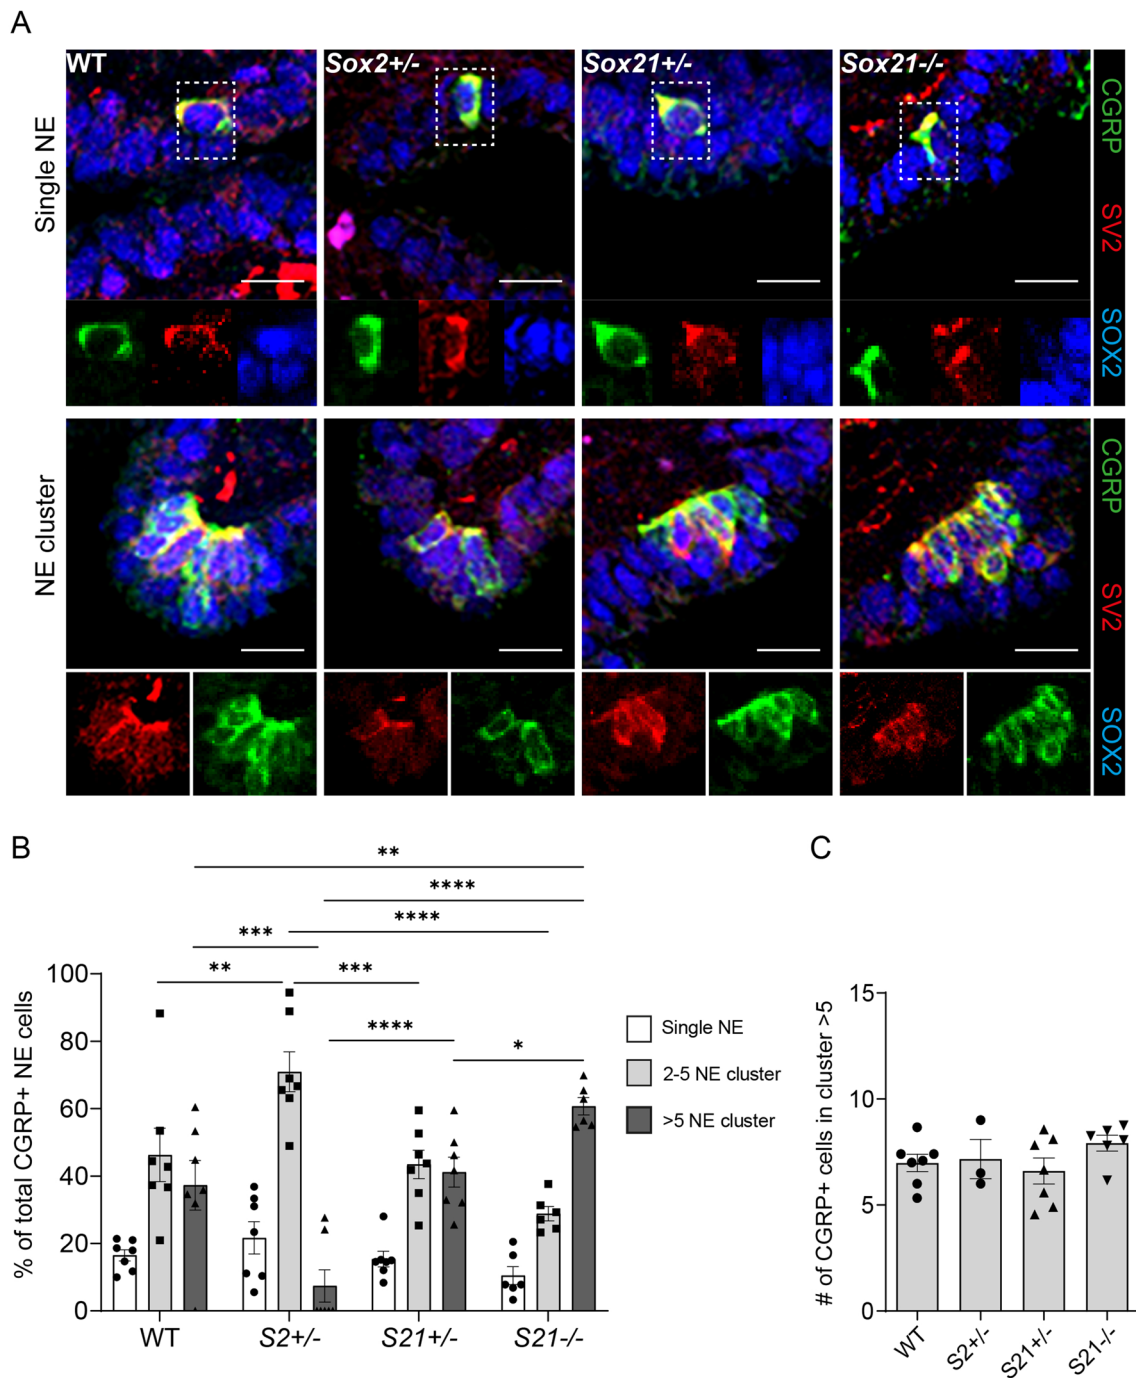 A
WT
Sox2+/-
Sox21+/-
Sox21-/-
Single NE
CGRP
SV2
SOX2
NE cluster
CGRP
SV2
SOX2
B
**
****
****
***
**
***
****
*
% of total CGRP+ NE cells
100
80
60
40
20
0
WT
S2+/-
S21+/-
S21-/-
Single NE
2-5 NE cluster
>5 NE cluster
C
# of CGRP+ cells in cluster >5
15
10
5
0
WT
S2+/-
S21+/-
S21-/-